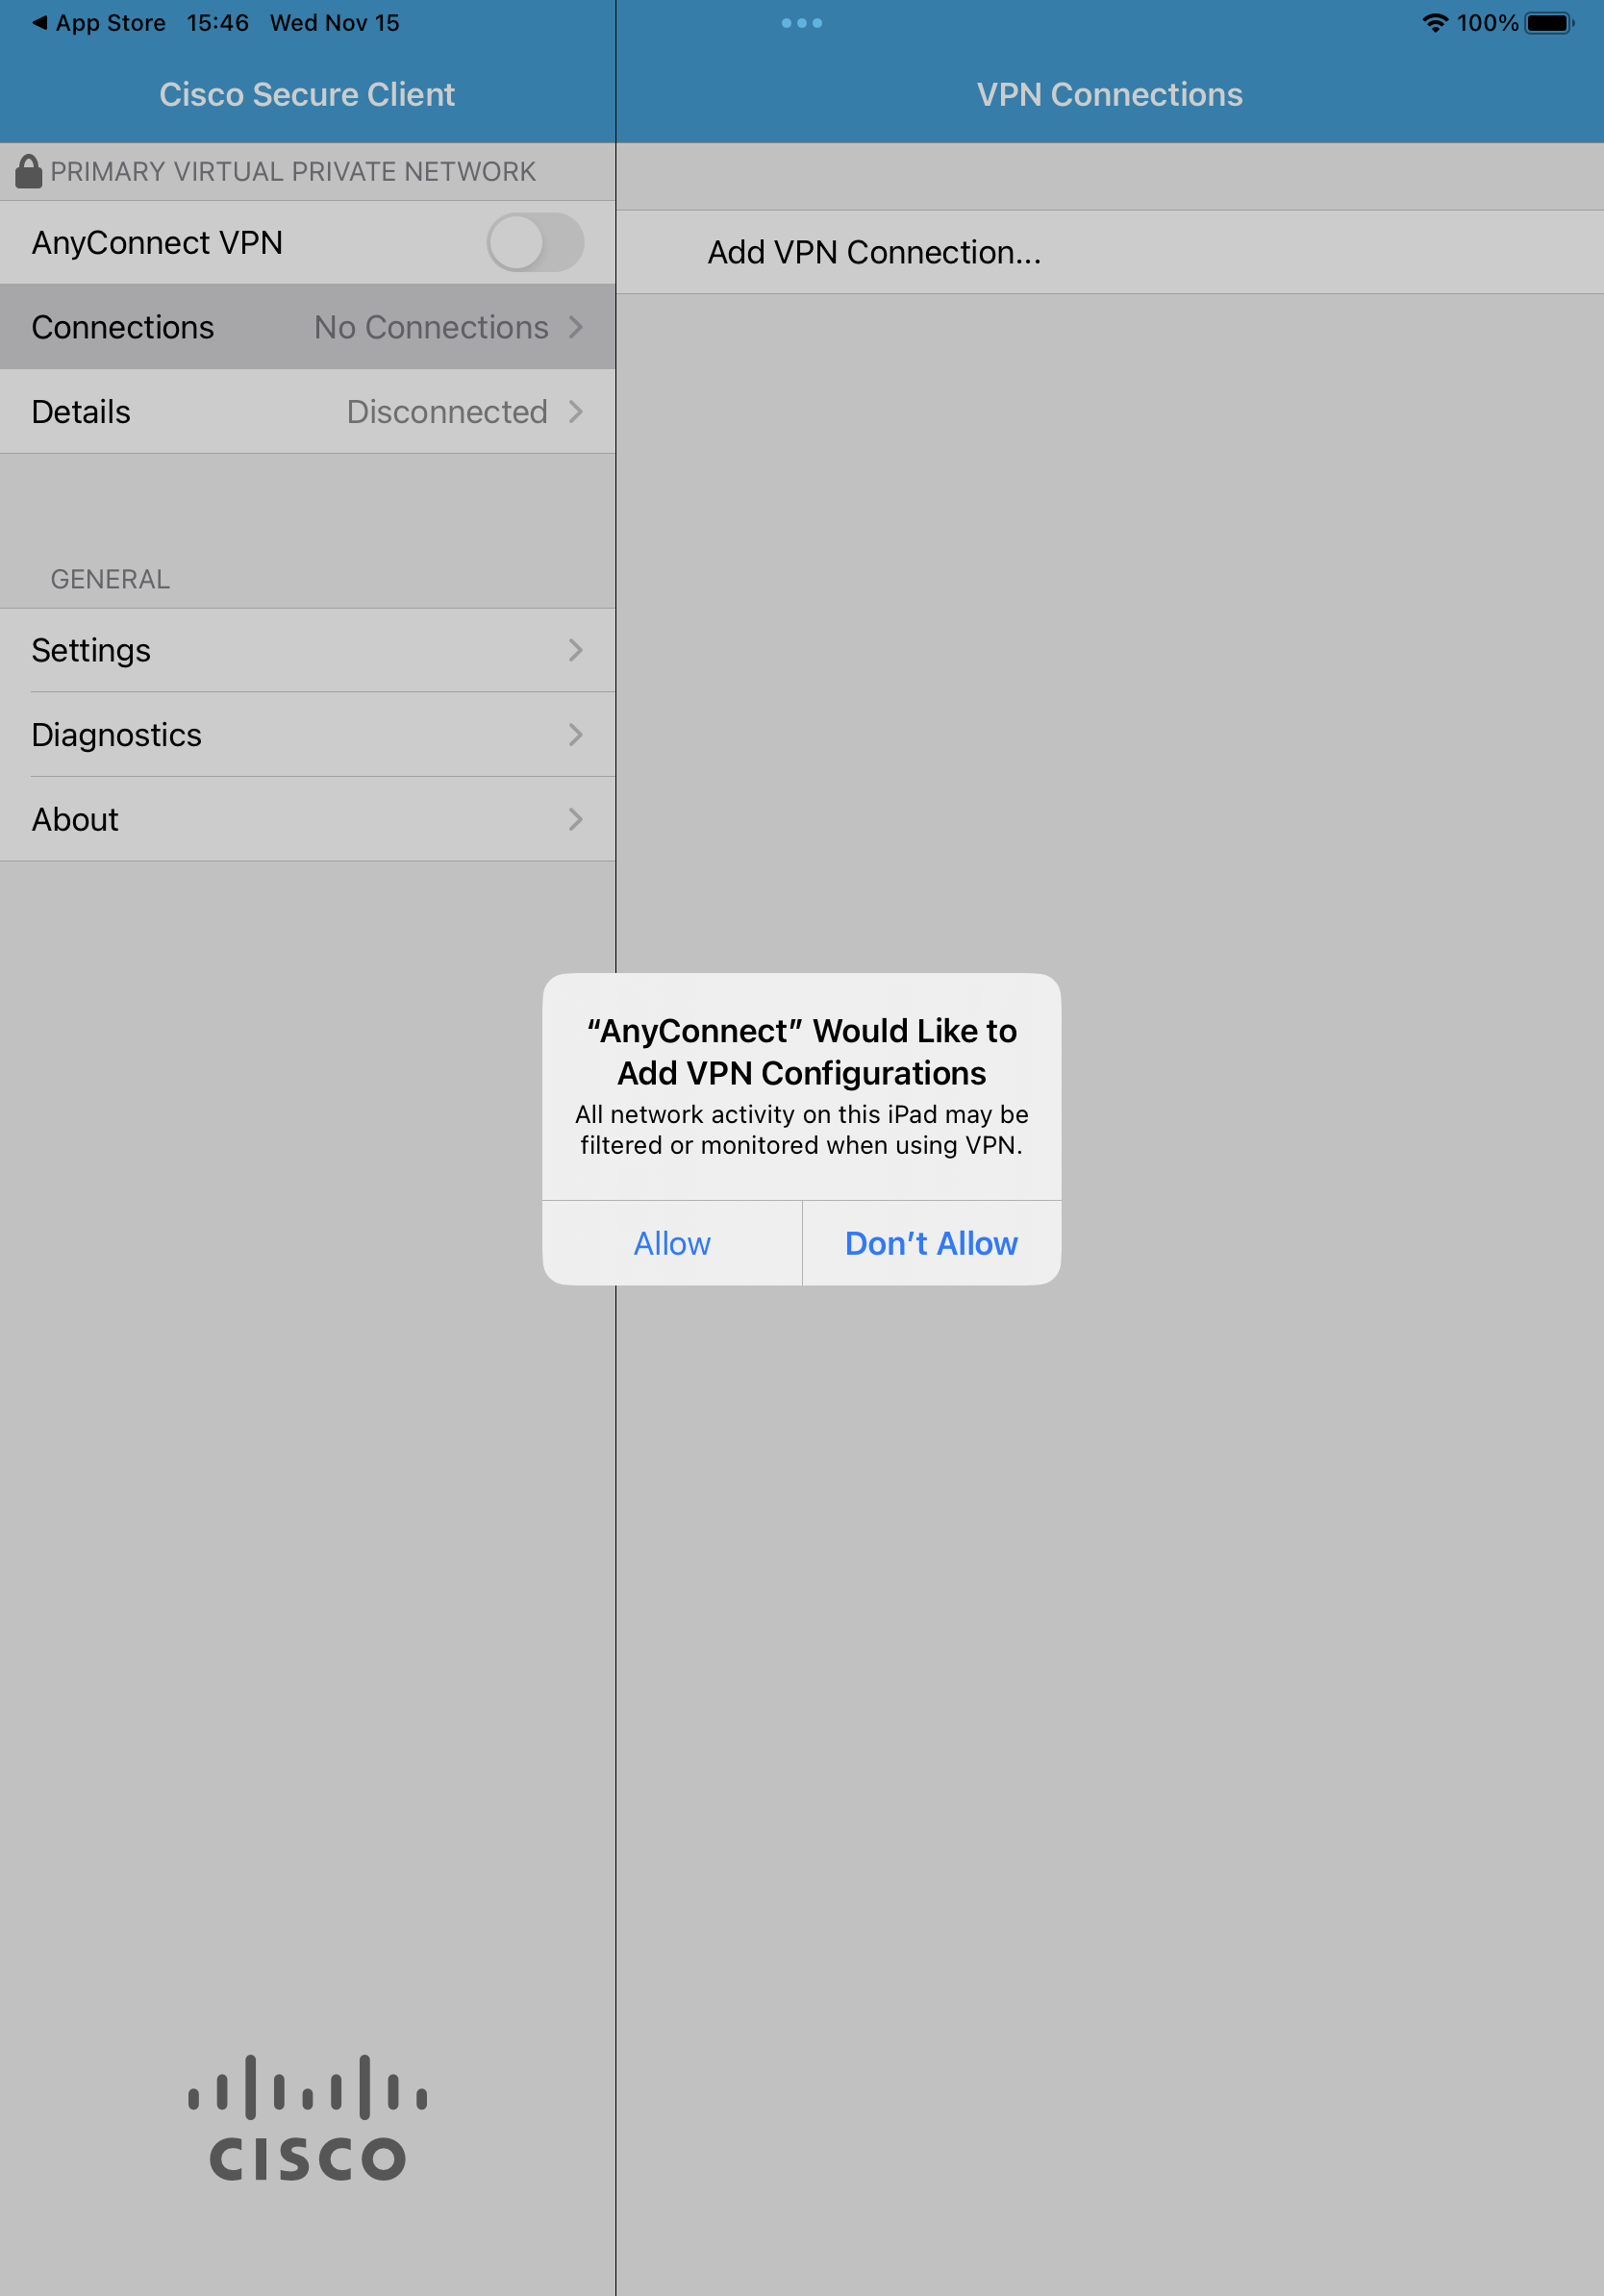 ◀ App Store 15:46 Wed Nov 15
100%
Cisco Secure Client
VPN Connections
PRIMARY VIRTUAL PRIVATE NETWORK
AnyConnect VPN
Add VPN Connection...
Connections No Connections
Details Disconnected
GENERAL
Settings
Diagnostics
About
“AnyConnect” Would Like to
Add VPN Configurations
All network activity on this iPad may be
filtered or monitored when using VPN.
Allow Don’t Allow
CISCO